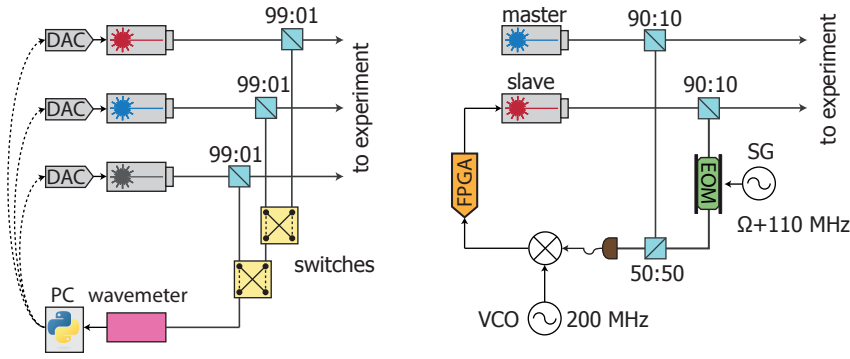 99:01
DAC
99:01
DAC
99:01
DAC
to experiment
switches
PC
wavemeter
master
90:10
slave
90:10
to experiment
FPGA
EOM
SG
Ω+110 MHz
50:50
VCO
200 MHz